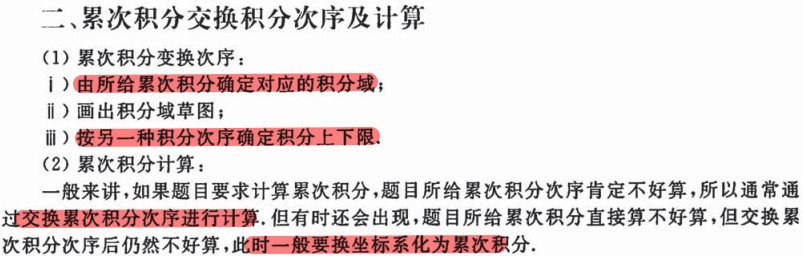 二、累次积分交换积分次序及计算
(1) 累次积分变换次序:
ⅰ) 由所给累次积分确定对应的积分域;
ⅱ) 画出积分域草图;
ⅲ) 按另一种积分次序确定积分上下限.
(2) 累次积分计算:
一般来讲,如果题目要求计算累次积分,题目所给累次积分次序肯定不好算,所以通常通
过交换累次积分次序进行计算. 但有时还会出现,题目所给累次积分直接算不好算,但交换累
次积分次序后仍然不好算,此时一般要换坐标系化为累次积分.